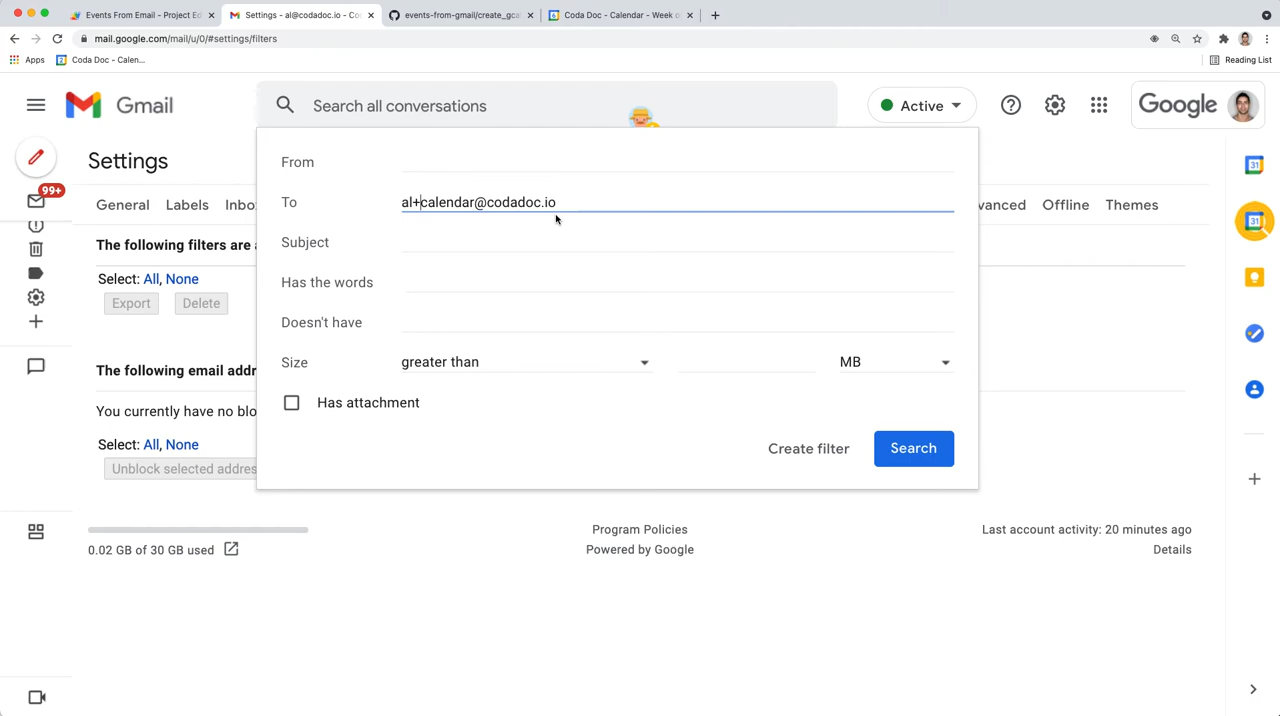 Events From Email - Project Ed
Settings - al@codadoc.io - Co
events-from-gmail/create_gca
Coda Doc - Calendar - Week o
mail.google.com/mail/u/0/#settings/filters
Apps
Coda Doc - Calen...
Reading List
Gmail
Search all conversations
Active
Google
Settings
From
99+
To
al+calendar@codadoc.io
General
Labels
Inbo
vanced
Offline
Themes
Subject
The following filters are a
Select: All, None
Has the words
Export
Delete
Doesn't have
Size
greater than
MB
The following email addr
Has attachment
You currently have no blo
Select: All, None
Create filter
Search
Unblock selected addres
Program Policies
Last account activity: 20 minutes ago
0.02 GB of 30 GB used
Powered by Google
Details